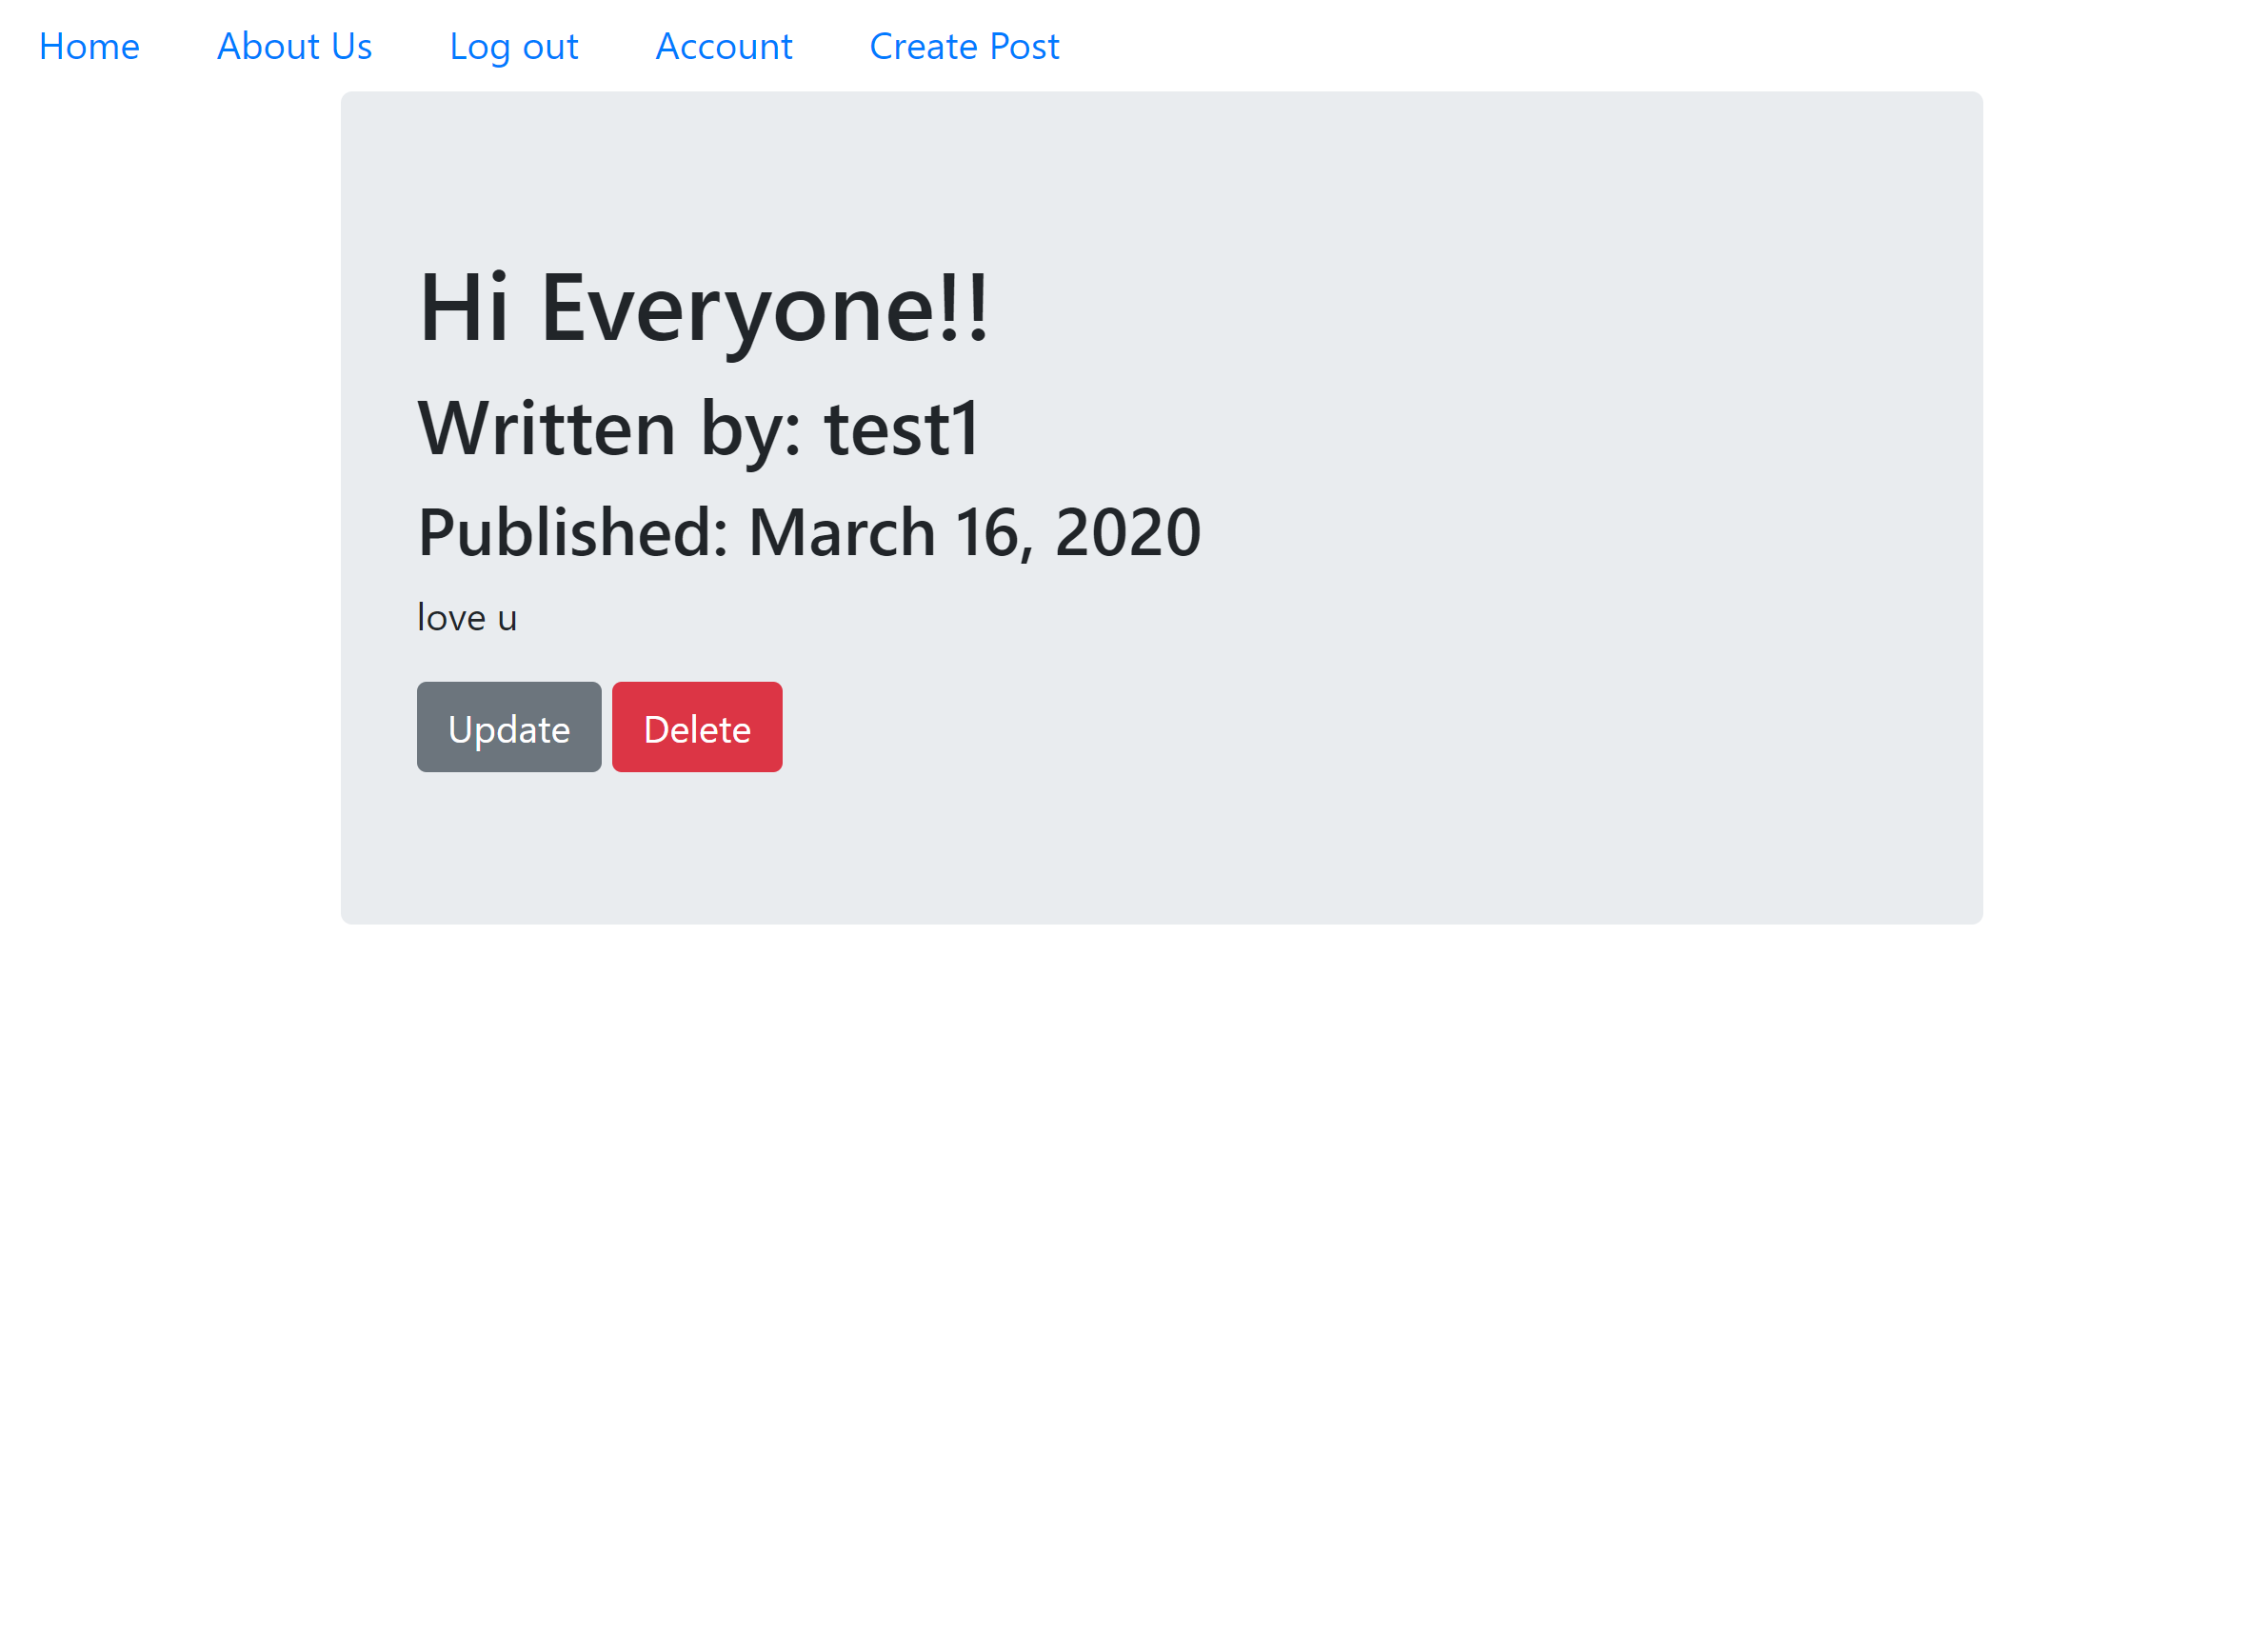 Home About Us Log out Account Create Post
Hi Everyone!!
Written by: test1
Published: March 16, 2020
love u
Update Delete